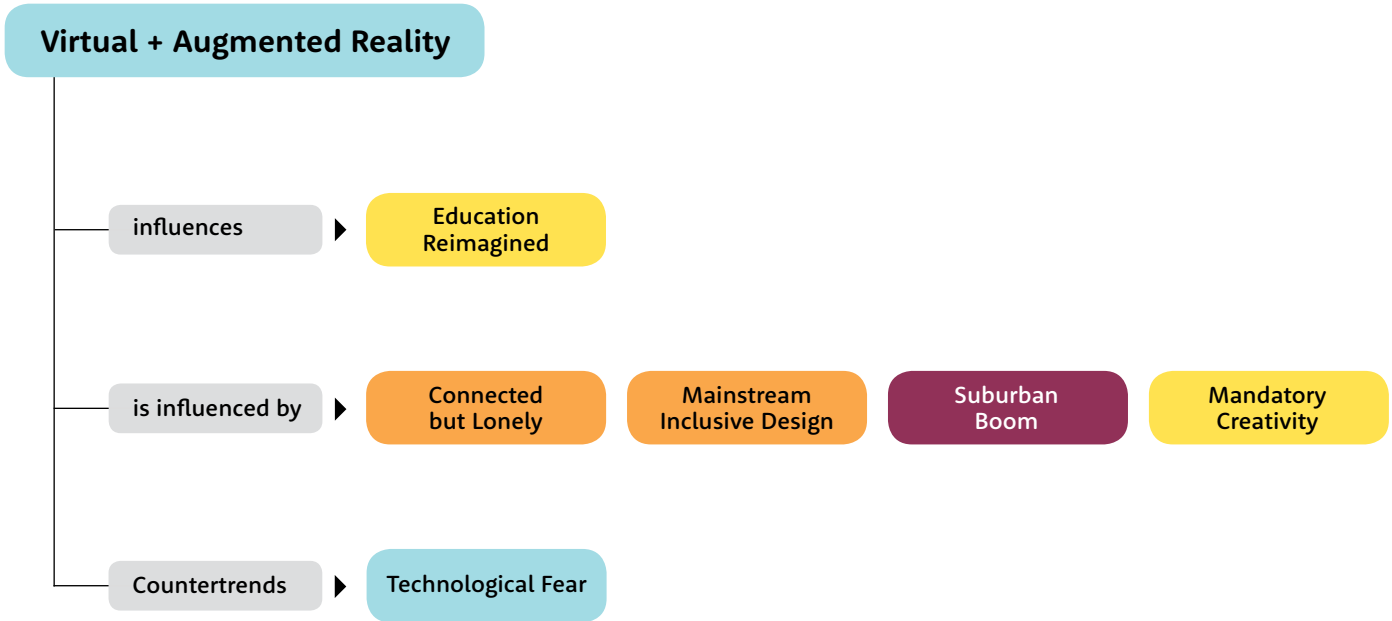 Virtual + Augmented Reality
influences
Education
Reimagined
is influenced by
Connected
but Lonely
Mainstream
Inclusive Design
Suburban
Boom
Mandatory
Creativity
Countertrends
Technological Fear